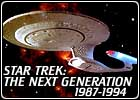 STAR TREK:
THE NEXT GENERATION
1987-1994